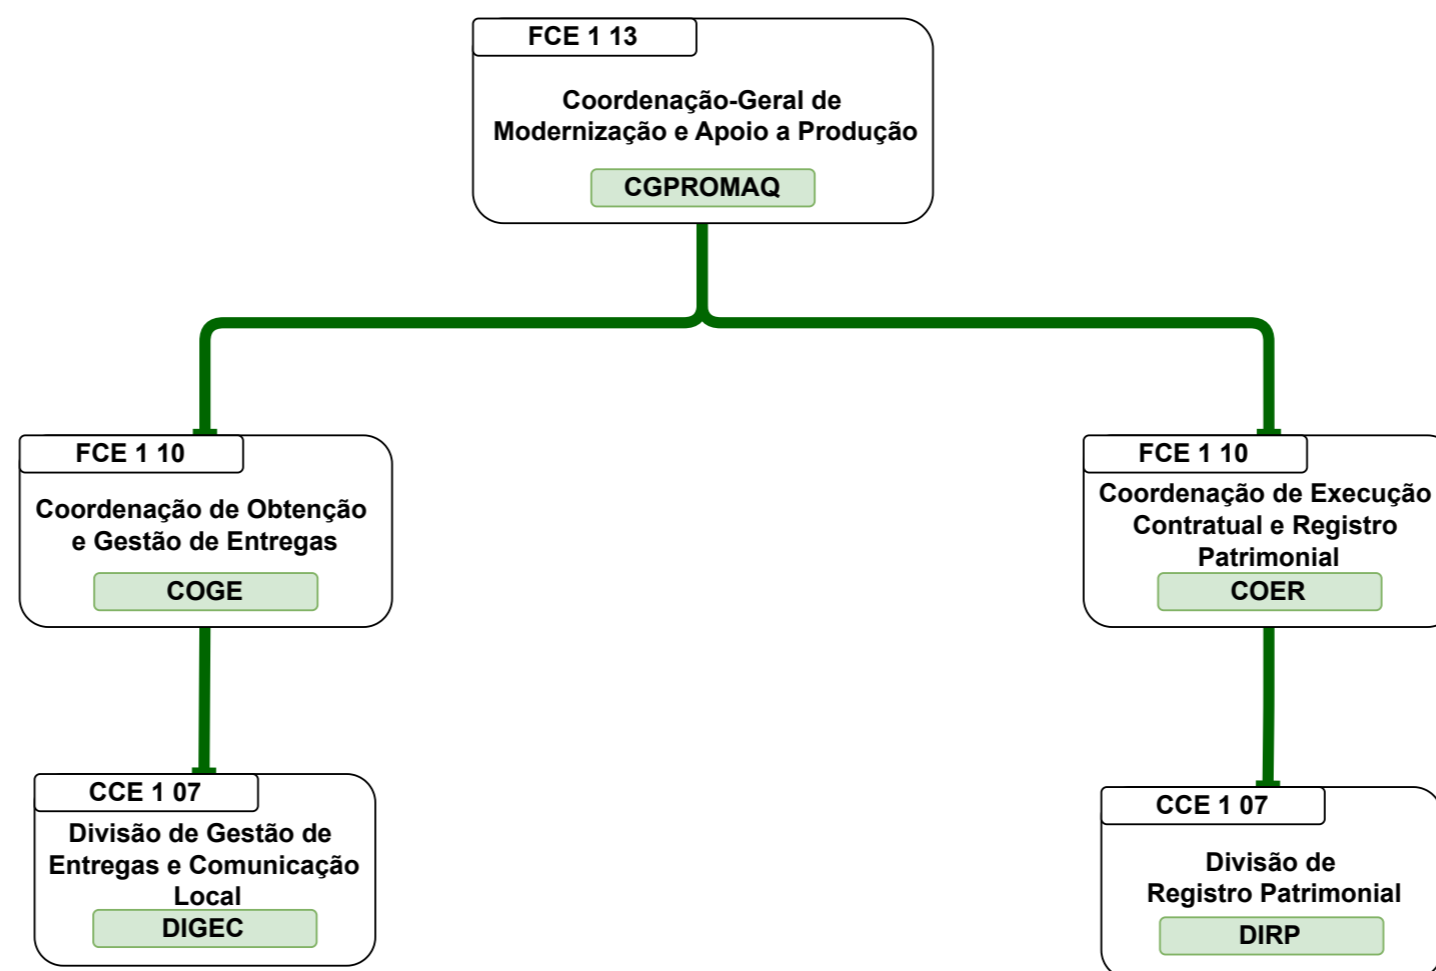 FCE 1 13
Coordenação-Geral de
Modernização e Apoio a Produção
CGPROMAQ
FCE 1 10
Coordenação de Obtenção
e Gestão de Entregas
COGE
FCE 1 10
Coordenação de Execução
Contratual e Registro
Patrimonial
COER
CCE 1 07
Divisão de Gestão de
Entregas e Comunicação
Local
DIGEC
CCE 1 07
Divisão de
Registro Patrimonial
DIRP